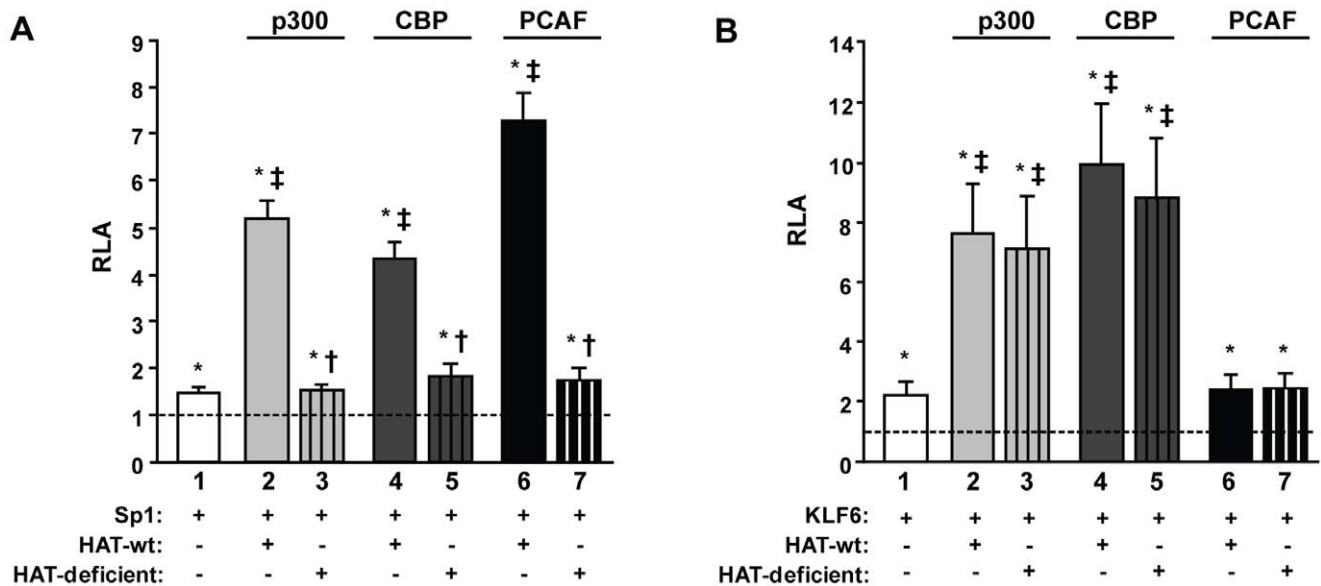 A
p300 CBP PCAF
9
8
7
6
5
4
3
2
1
0
RLA
*
* ‡
* †
* ‡
* †
* ‡
* †
1 2 3 4 5 6 7
Sp1: + + + + + + +
HAT-wt: - + - + - + -
HAT-deficient: - - + - + - +
B
p300 CBP PCAF
14
12
10
8
6
4
2
0
RLA
*
* ‡
* ‡
* ‡
* ‡
*
*
1 2 3 4 5 6 7
KLF6: + + + + + + +
HAT-wt: - + - + - + -
HAT-deficient: - - + - + - +